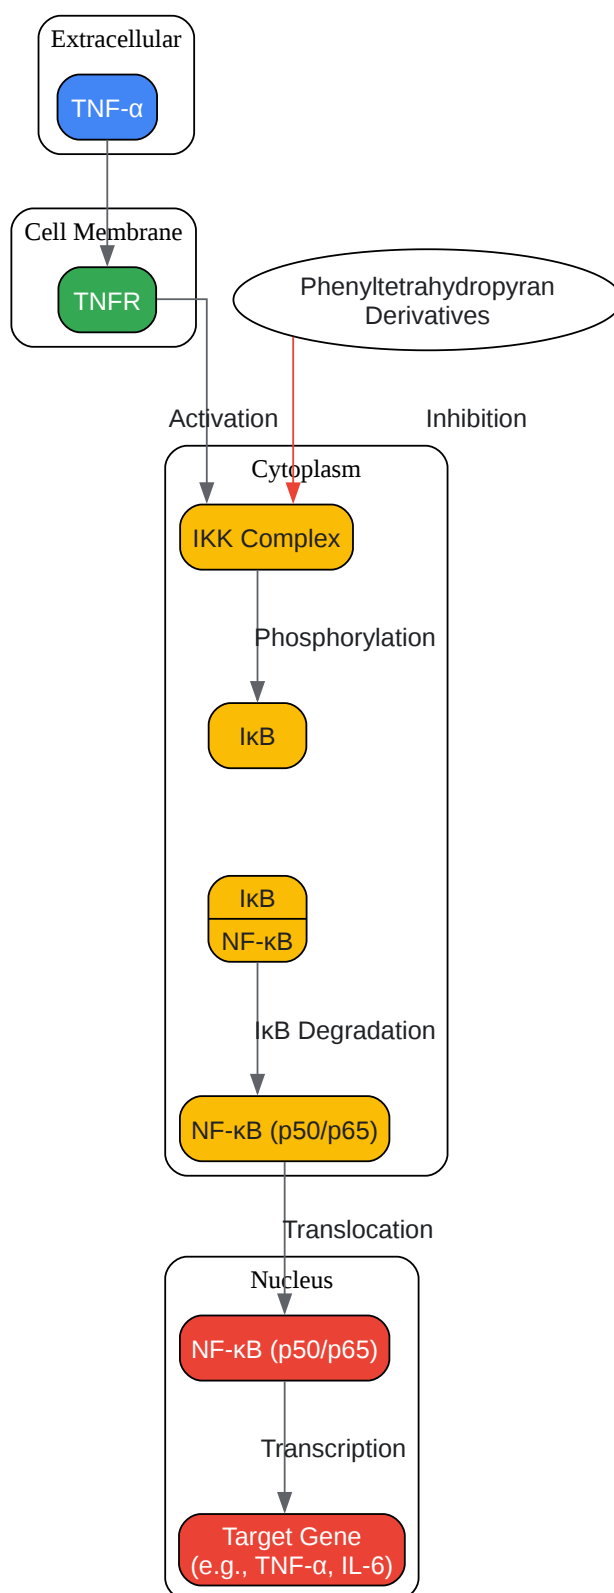 Extracellular
TNF-α
Cell Membrane
TNFR
Phenyltetrahydropyran
Derivatives
Activation
Inhibition
Cytoplasm
IKK Complex
Phosphorylation
IκB
IκB
NF-κB
IκB Degradation
NF-κB (p50/p65)
Translocation
Nucleus
NF-κB (p50/p65)
Transcription
Target Gene
(e.g., TNF-α, IL-6)